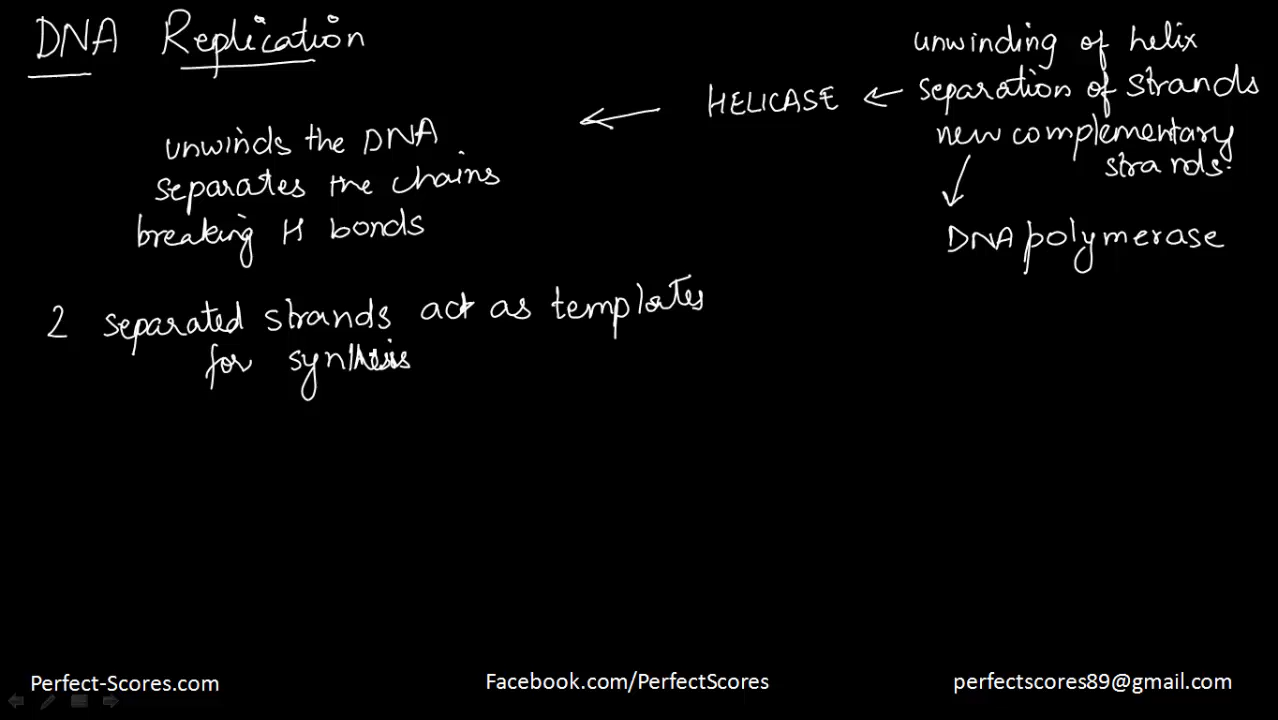 DNA Replication
unwinding of helix
separation of strands
HELICASE
new complementary
strands.
unwinds the DNA
separates the chains
breaking H bonds
DNA polymerase
2 separated strands act as templates
for synthesis
Perfect-Scores.com
Facebook.com/PerfectScores
perfectscores89@gmail.com